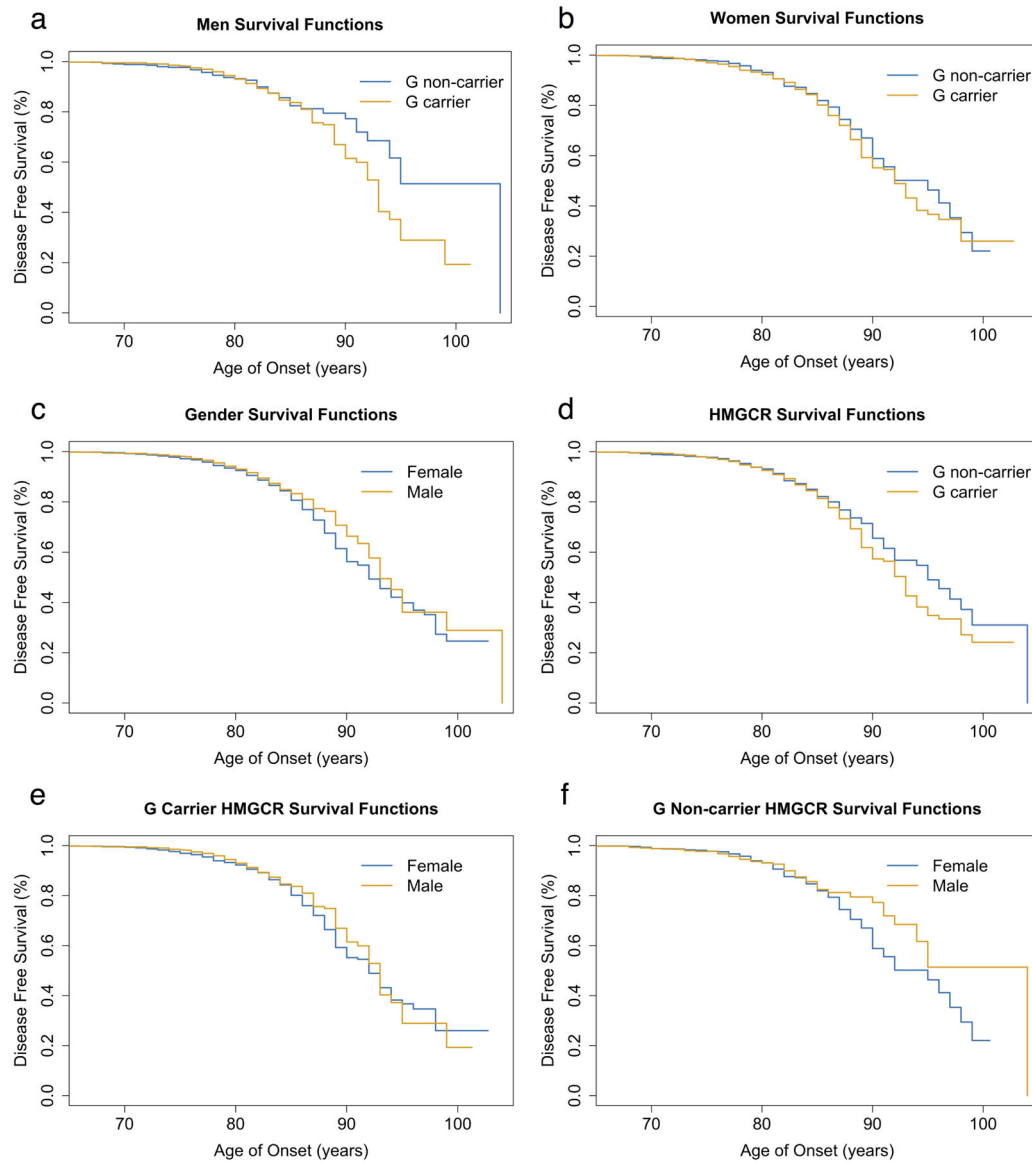 a
Men Survival Functions
Disease Free Survival (%)
1.0
0.8
0.6
0.4
0.2
0.0
G non-carrier
G carrier
70 80 90 100
Age of Onset (years)
b
Women Survival Functions
Disease Free Survival (%)
1.0
0.8
0.6
0.4
0.2
0.0
G non-carrier
G carrier
70 80 90 100
Age of Onset (years)
c
Gender Survival Functions
Disease Free Survival (%)
1.0
0.8
0.6
0.4
0.2
0.0
Female
Male
70 80 90 100
Age of Onset (years)
d
HMGCR Survival Functions
Disease Free Survival (%)
1.0
0.8
0.6
0.4
0.2
0.0
G non-carrier
G carrier
70 80 90 100
Age of Onset (years)
e
G Carrier HMGCR Survival Functions
Disease Free Survival (%)
1.0
0.8
0.6
0.4
0.2
0.0
Female
Male
70 80 90 100
Age of Onset (years)
f
G Non-carrier HMGCR Survival Functions
Disease Free Survival (%)
1.0
0.8
0.6
0.4
0.2
0.0
Female
Male
70 80 90 100
Age of Onset (years)